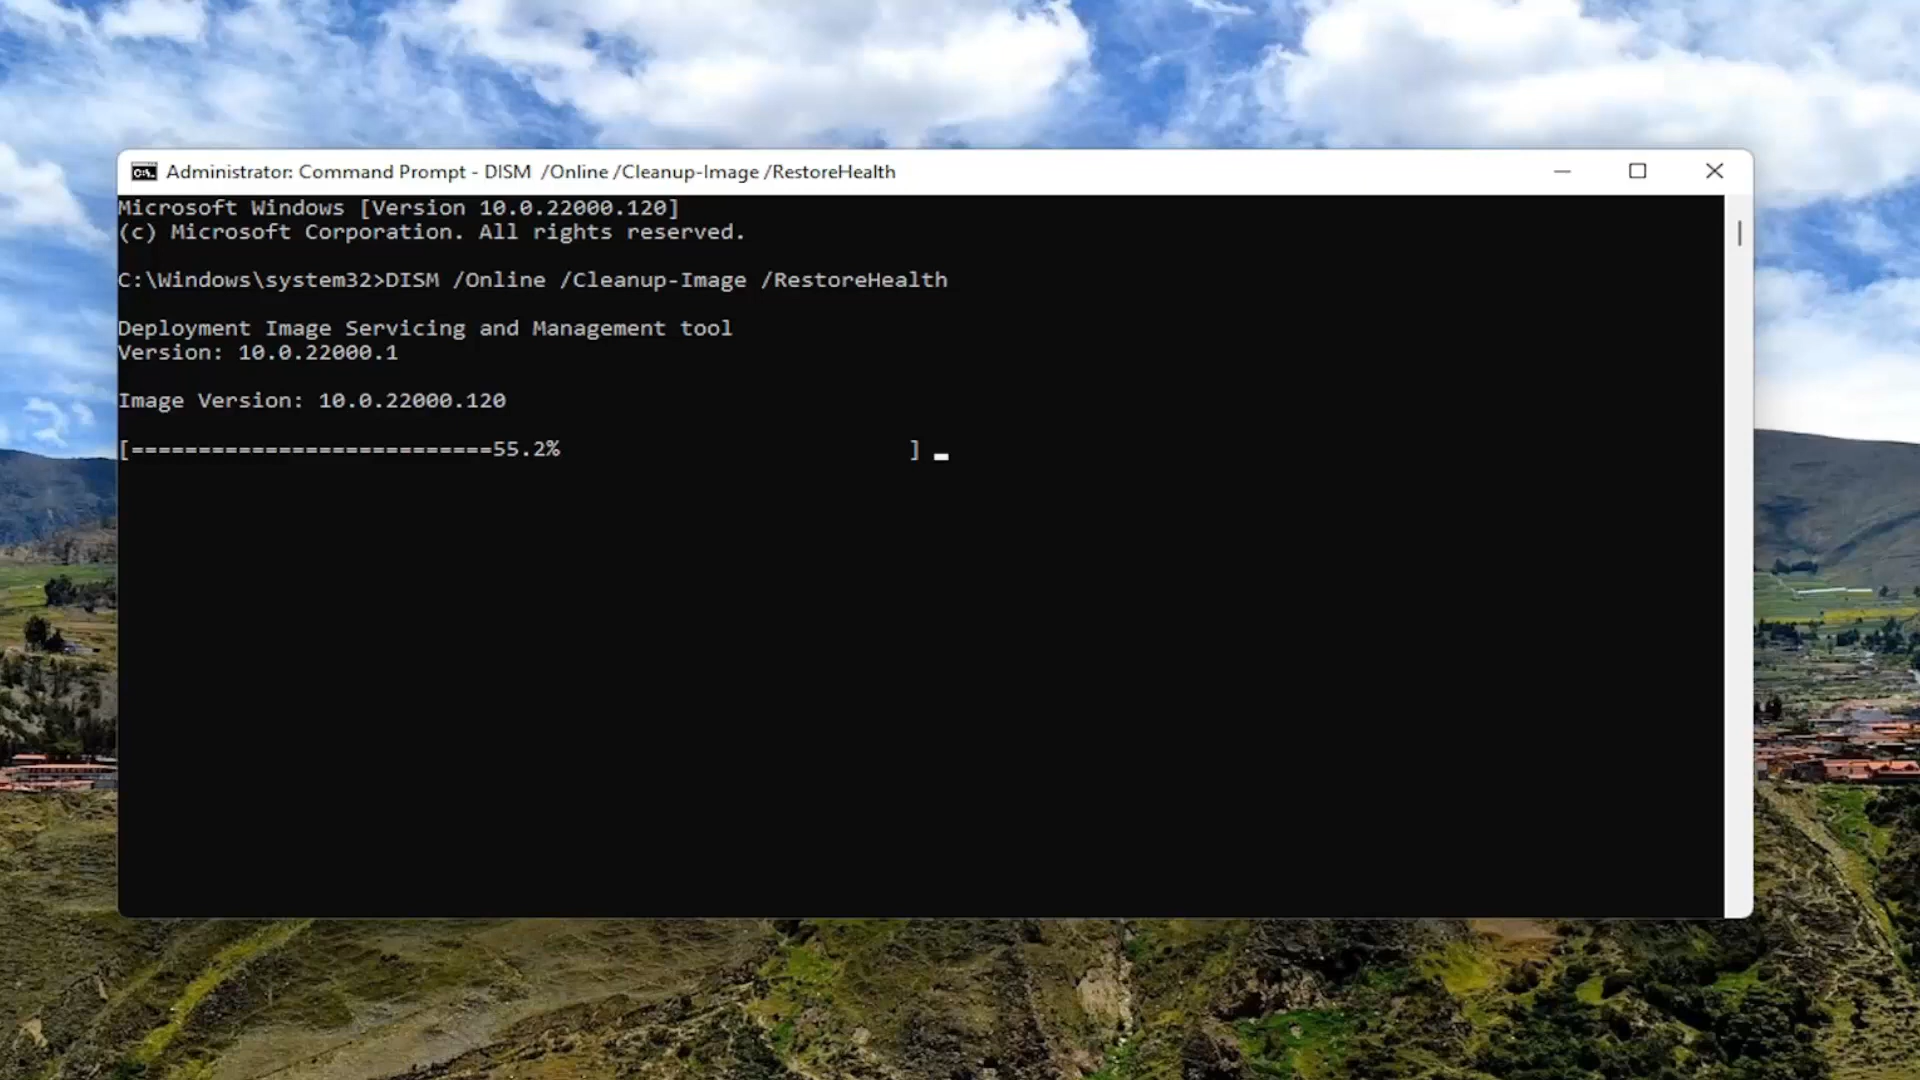 Administrator: Command Prompt - DISM  /Online /Cleanup-Image /RestoreHealth
Microsoft Windows [Version 10.0.22000.120]
(c) Microsoft Corporation. All rights reserved.
C:\Windows\system32>DISM /Online /Cleanup-Image /RestoreHealth
Deployment Image Servicing and Management tool
Version: 10.0.22000.1
Image Version: 10.0.22000.120
[===========================55.2%                          ]